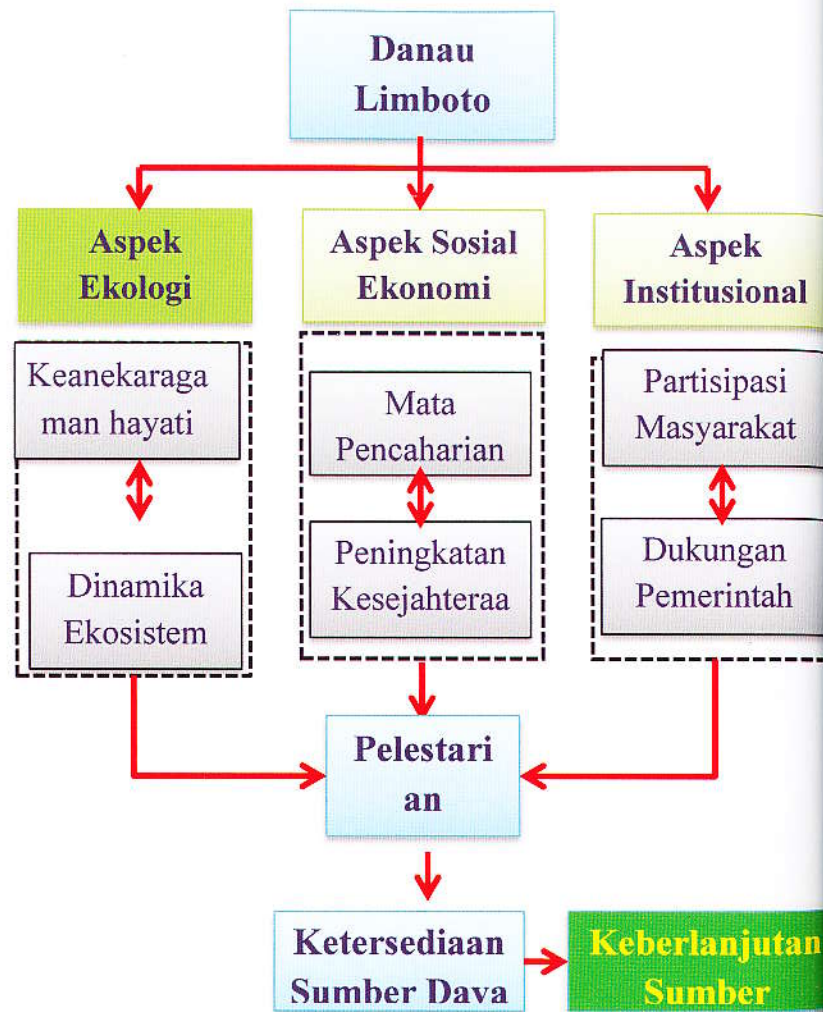 Danau
Limboto
Aspek
Ekologi
Aspek Sosial
Ekonomi
Aspek
Institusional
Keanekaraga
man hayati
Mata
Pencaharian
Partisipasi
Masyarakat
Dinamika
Ekosistem
Peningkatan
Kesejahteraa
Dukungan
Pemerintah
Pelestari
an
Ketersediaan
Sumber Daya
Keberlanjutan
Sumber